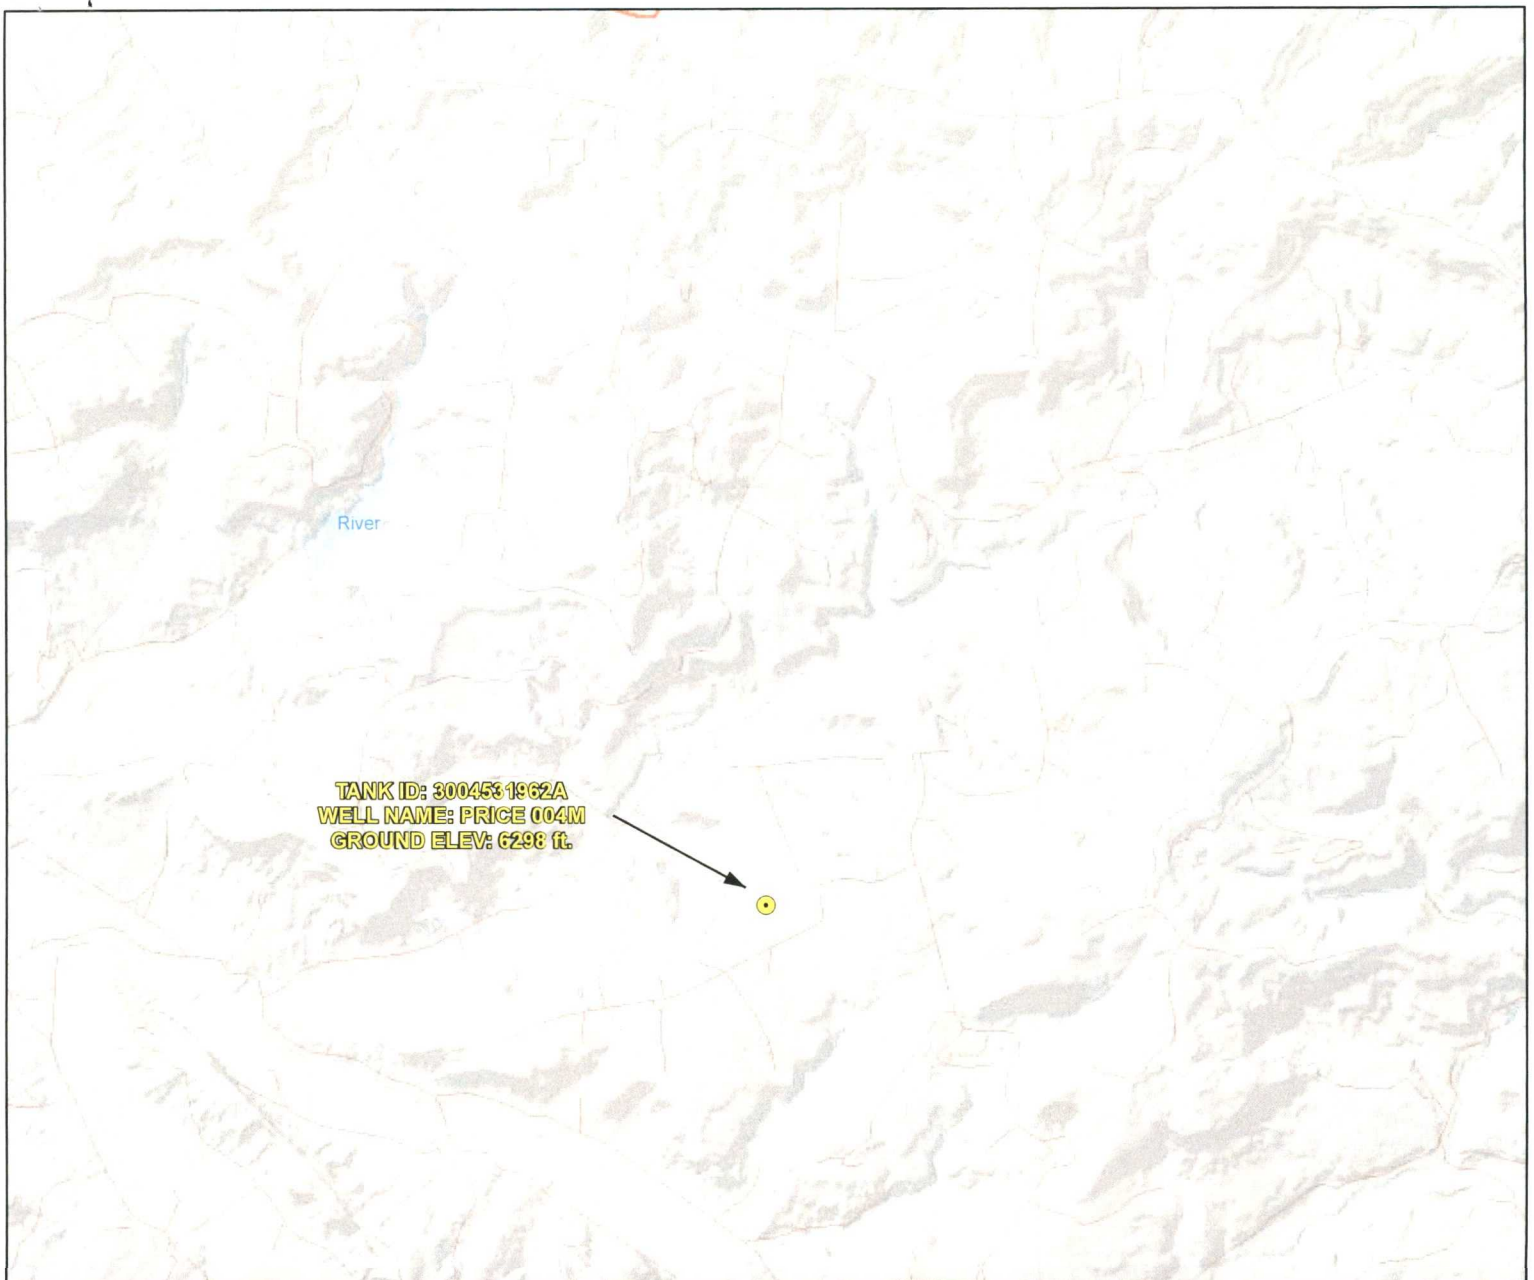 River
TANK ID: 3004531962A
WELL NAME: PRICE 004M
GROUND ELEV: 6298 ft.